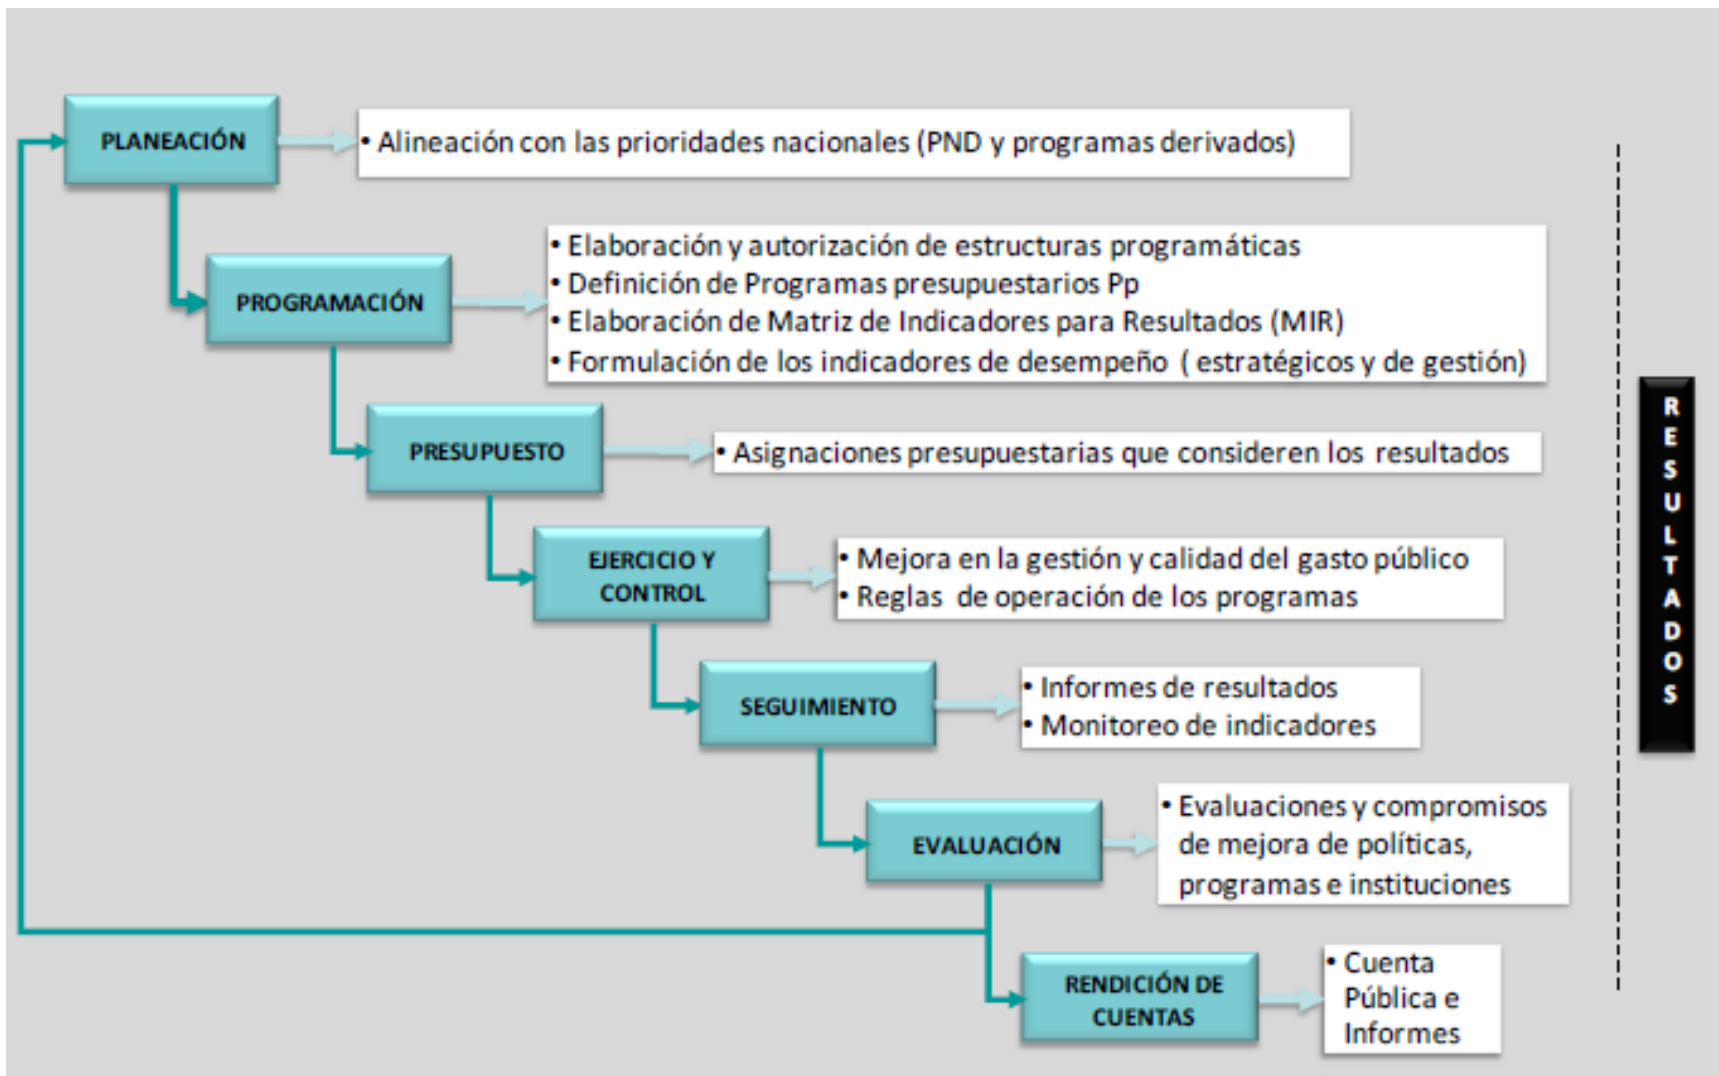 PLANEACIÓN
• Alineación con las prioridades nacionales (PND y programas derivados)
PROGRAMACIÓN
• Elaboración y autorización de estructuras programáticas
• Definición de Programas presupuestarios Pp
• Elaboración de Matriz de Indicadores para Resultados (MIR)
• Formulación de los indicadores de desempeño ( estratégicos y de gestión)
PRESUPUESTO
• Asignaciones presupuestarias que consideren los resultados
EJERCICIO Y
CONTROL
• Mejora en la gestión y calidad del gasto público
• Reglas de operación de los programas
SEGUIMIENTO
• Informes de resultados
• Monitoreo de indicadores
EVALUACIÓN
• Evaluaciones y compromisos
de mejora de políticas,
programas e instituciones
RENDICIÓN DE
CUENTAS
• Cuenta
Pública e
Informes
RESULTADOS